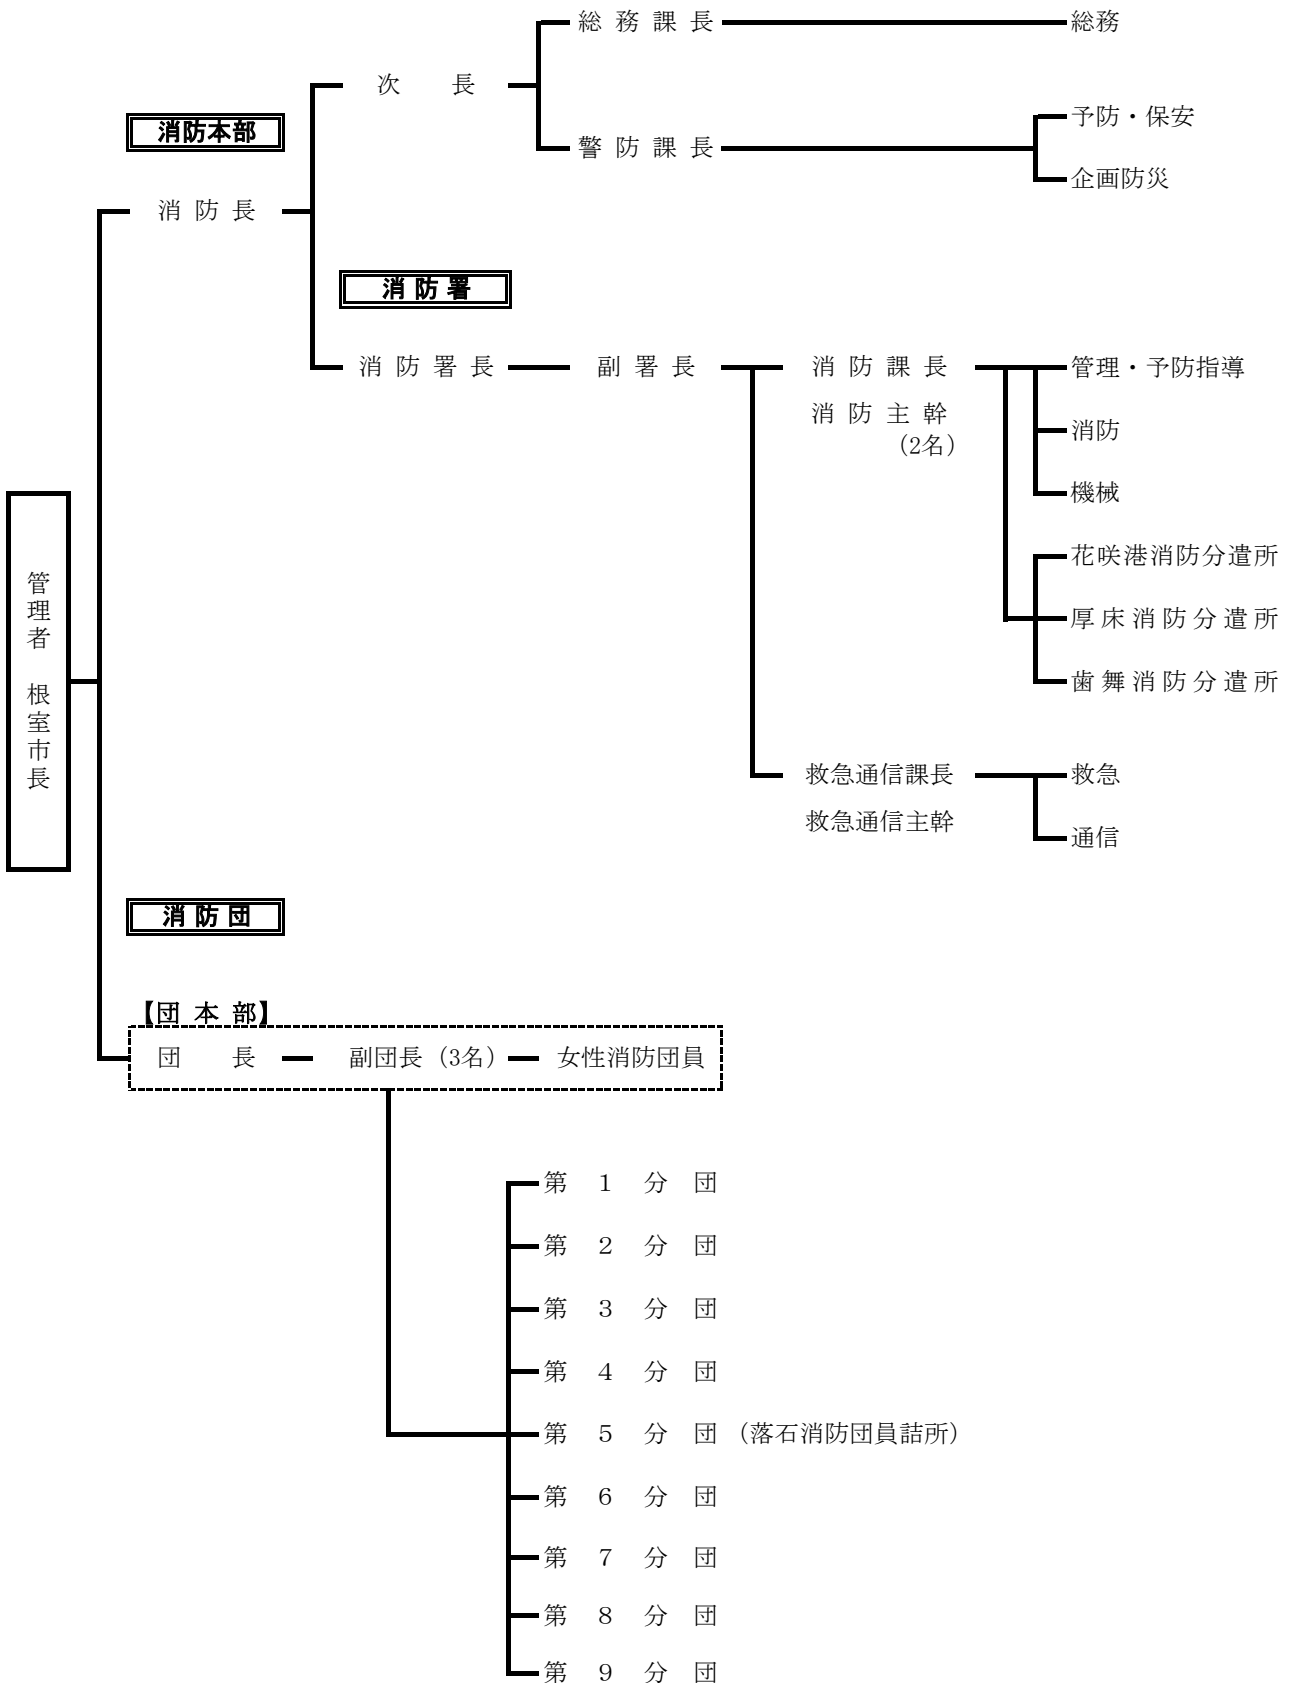 総務課長
総務
次　長
消防本部
予防・保安
警防課長
企画防災
消防長
消防署
消防署長
副署長
消防課長
管理・予防指導
消防主幹
（2名）
消防
機械
花咲港消防分遣所
厚床消防分遣所
歯舞消防分遣所
管理者　根室市長
救急通信課長
救急
救急通信主幹
通信
消防団
【団本部】
団　長
副団長（3名）
女性消防団員
第１分団
第２分団
第３分団
第４分団
第５分団（落石消防団員詰所）
第６分団
第７分団
第８分団
第９分団